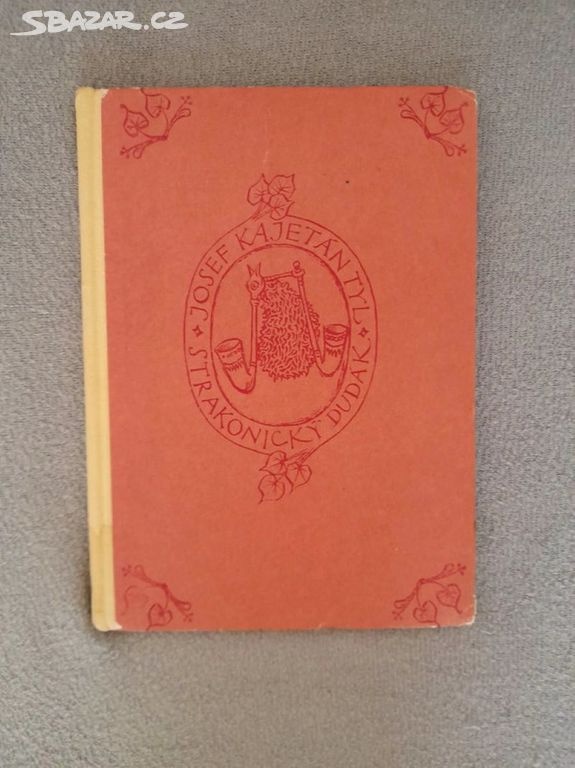 SBAZAR.CZ
JOSEF KAJETÁN TYL
STRAKONICKÝ DUDÁK